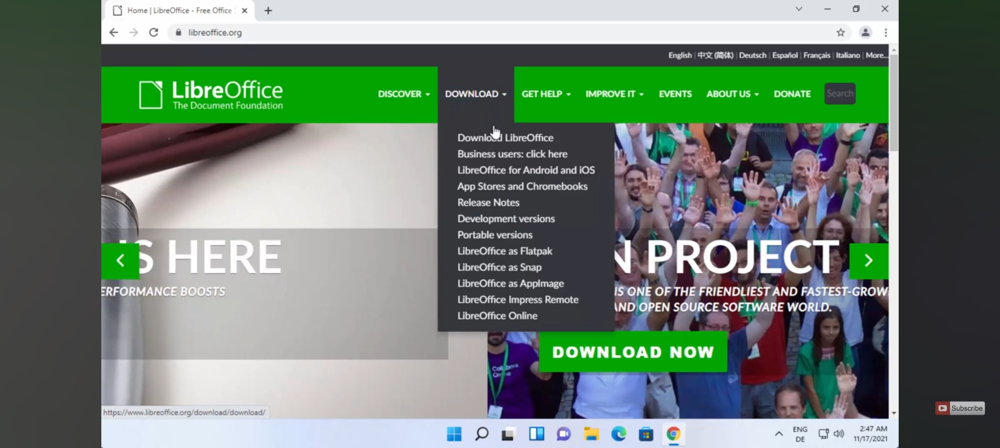 Home | LibreOffice - Free Office
libreoffice.org
English | 中文 (简体) | Deutsch | Español | Français | Italiano | More...
LibreOffice
The Document Foundation
DISCOVER DOWNLOAD GET HELP IMPROVE IT EVENTS ABOUT US DONATE Search
Download LibreOffice
Business users: click here
LibreOffice for Android and iOS
App Stores and Chromebooks
Release Notes
Development versions
Portable versions
LibreOffice as Flatpak
LibreOffice as Snap
LibreOffice as AppImage
LibreOffice Impress Remote
LibreOffice Online
IS HERE
ERFORMANCE BOOSTS
N PROJECT
IS ONE OF THE FRIENDLIEST AND FASTEST-GROW
AND OPEN SOURCE SOFTWARE WORLD.
DOWNLOAD NOW
Collabora
Online
https://www.libreoffice.org/download/download/
Subscribe
ENG
DE
2:47 AM
11/17/2021